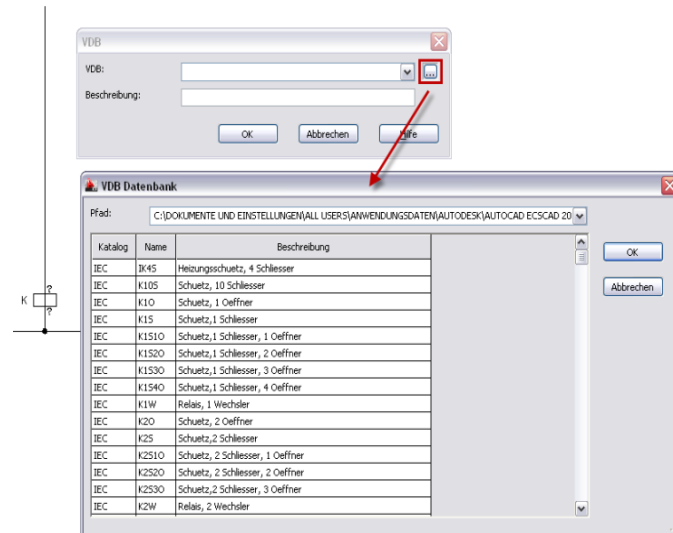 VDB
VDB:
...
Beschreibung:
OK Abbrechen Hilfe
VDB Datenbank
Pfad: C:\DOKUMENTE UND EINSTELLUNGEN\ALL USERS\ANWENDUNGSDATEN\AUTODESK\AUTOCAD ECSCAD 20
Katalog Name Beschreibung
OK
IEC IK4S Heizungsschuetz, 4 Schliesser
IEC K10S Schuetz, 10 Schliesser
Abbrechen
IEC K1O Schuetz, 1 Oeffner
IEC K1S Schuetz,1 Schliesser
IEC K1S1O Schuetz,1 Schliesser, 1 Oeffner
IEC K1S2O Schuetz,1 Schliesser, 2 Oeffner
IEC K1S3O Schuetz,1 Schliesser, 3 Oeffner
IEC K1S4O Schuetz,1 Schliesser, 4 Oeffner
IEC K1W Relais, 1 Wechsler
IEC K2O Schuetz, 2 Oeffner
IEC K2S Schuetz,2 Schliesser
IEC K2S1O Schuetz, 2 Schliesser, 1 Oeffner
IEC K2S2O Schuetz, 2 Schliesser, 2 Oeffner
IEC K2S3O Schuetz,2 Schliesser, 3 Oeffner
IEC K2W Relais, 2 Wechsler
?
K
?